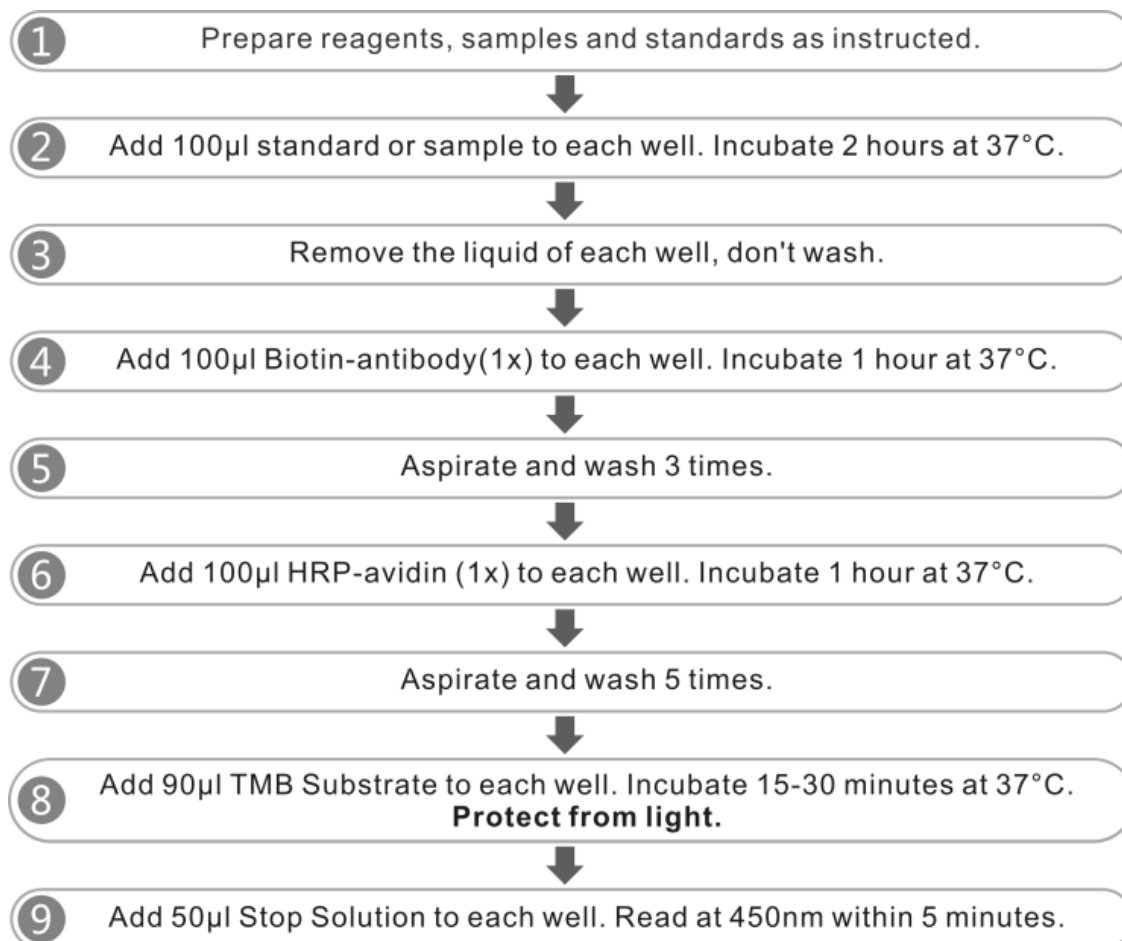 1 Prepare reagents, samples and standards as instructed.
2 Add 100µl standard or sample to each well. Incubate 2 hours at 37°C.
3 Remove the liquid of each well, don't wash.
4 Add 100µl Biotin-antibody(1x) to each well. Incubate 1 hour at 37°C.
5 Aspirate and wash 3 times.
6 Add 100µl HRP-avidin (1x) to each well. Incubate 1 hour at 37°C.
7 Aspirate and wash 5 times.
8 Add 90µl TMB Substrate to each well. Incubate 15-30 minutes at 37°C.
Protect from light.
9 Add 50µl Stop Solution to each well. Read at 450nm within 5 minutes.